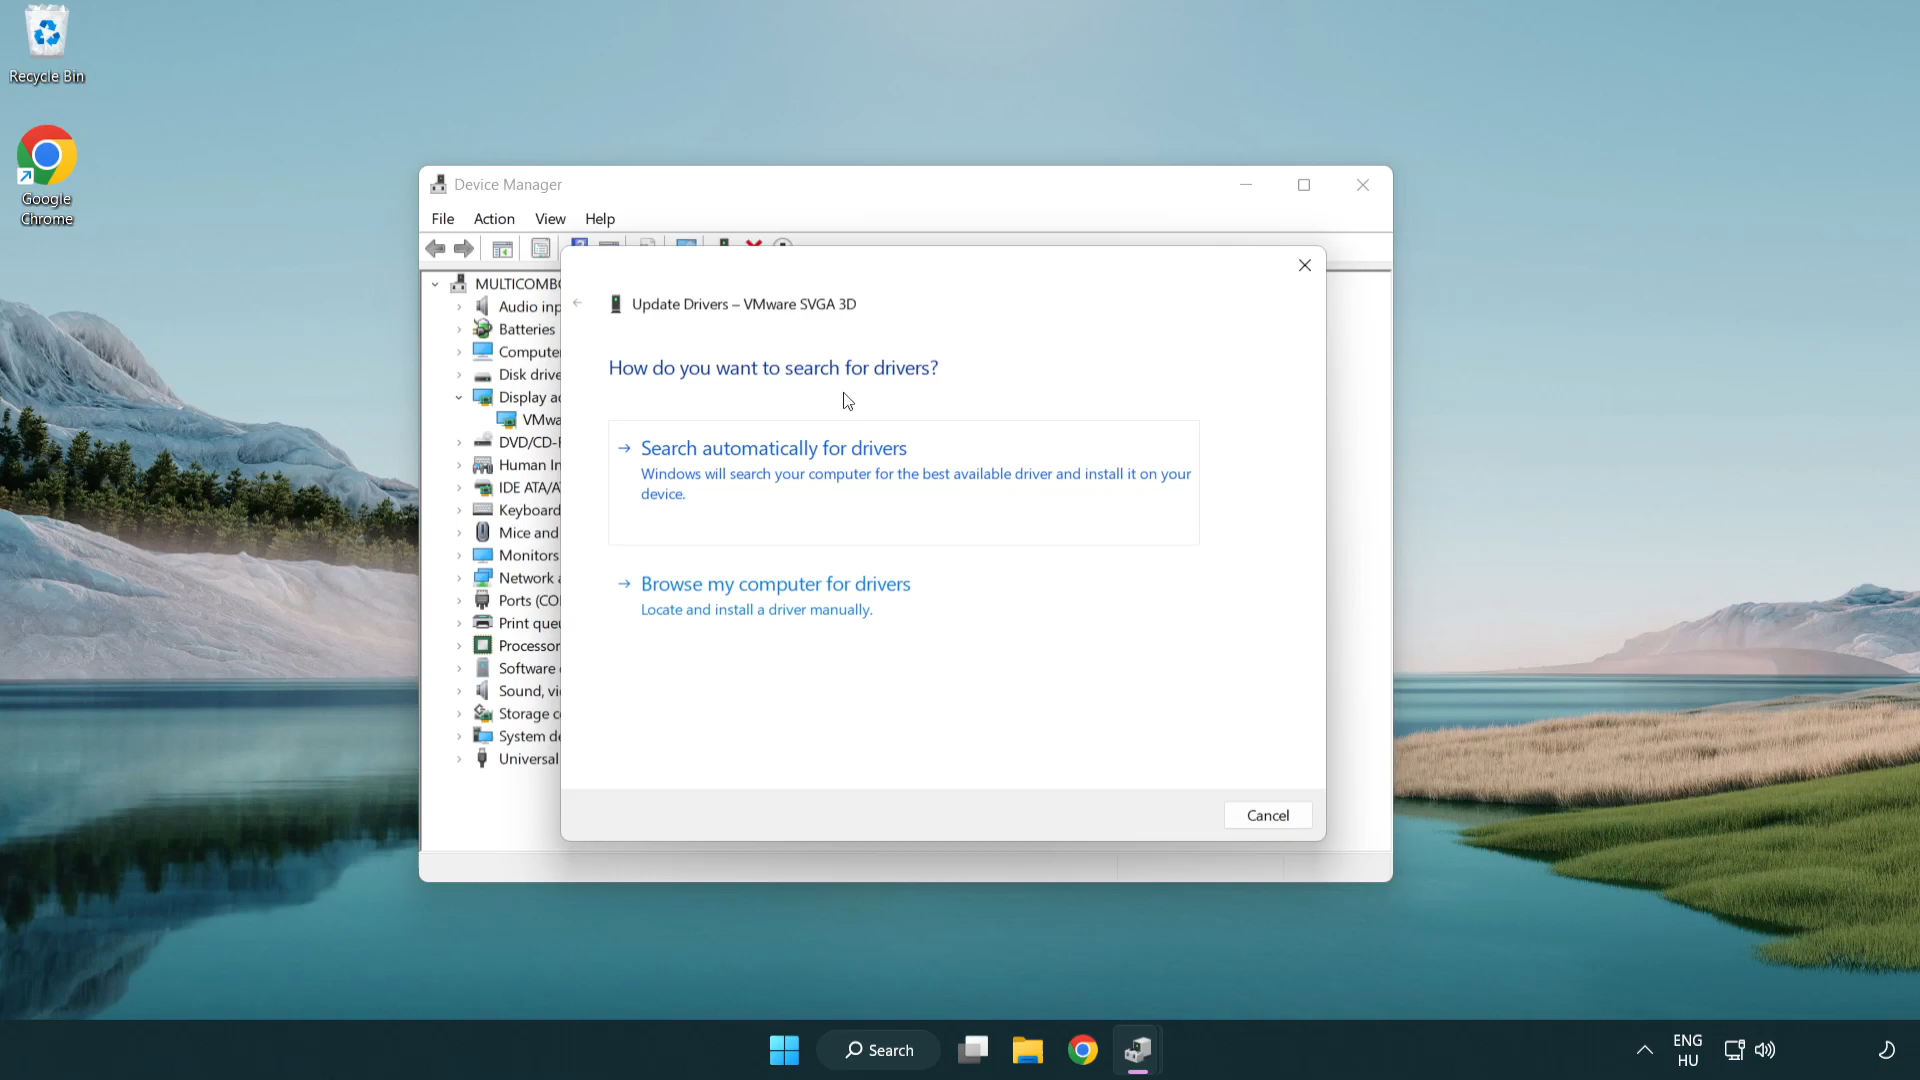 Recycle Bin
Google
Chrome
Device Manager
File Action View Help
MULTICOMBO
Audio inp
Batteries
Compute
Disk drive
Display a
VMwa
DVD/CD-R
Human In
IDE ATA/A
Keyboard
Mice and
Monitors
Network a
Ports (CO
Print que
Processor
Software
Sound, vi
Storage c
System de
Universal
Update Drivers – VMware SVGA 3D
How do you want to search for drivers?
Search automatically for drivers
Windows will search your computer for the best available driver and install it on your
device.
Browse my computer for drivers
Locate and install a driver manually.
Cancel
Search
ENG
HU